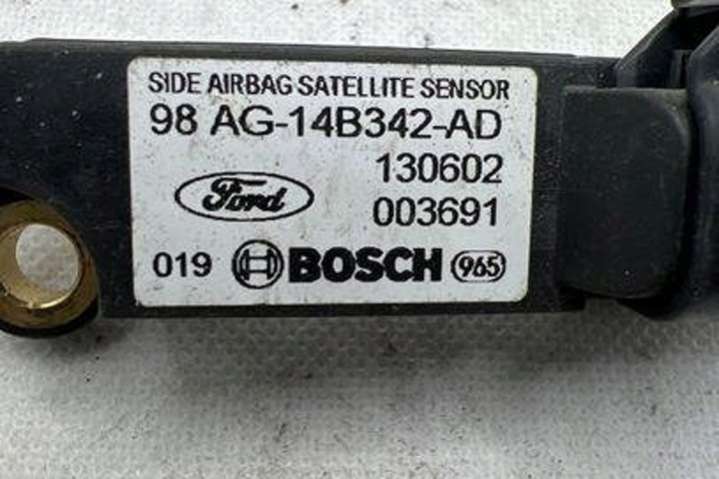 SIDE AIRBAG SATELLITE SENSOR
98 AG-14B342-AD
130602
Ford
003691
019 BOSCH 965